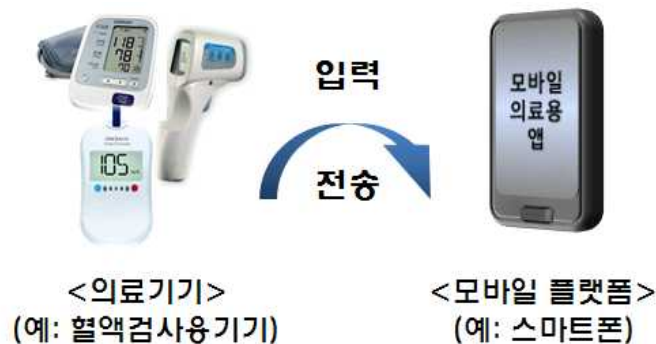 118
78
78
105
입력
전송
모바일
의료용
앱
<의료기기>
(예: 혈액검사용기기)
<모바일 플랫폼>
(예: 스마트폰)